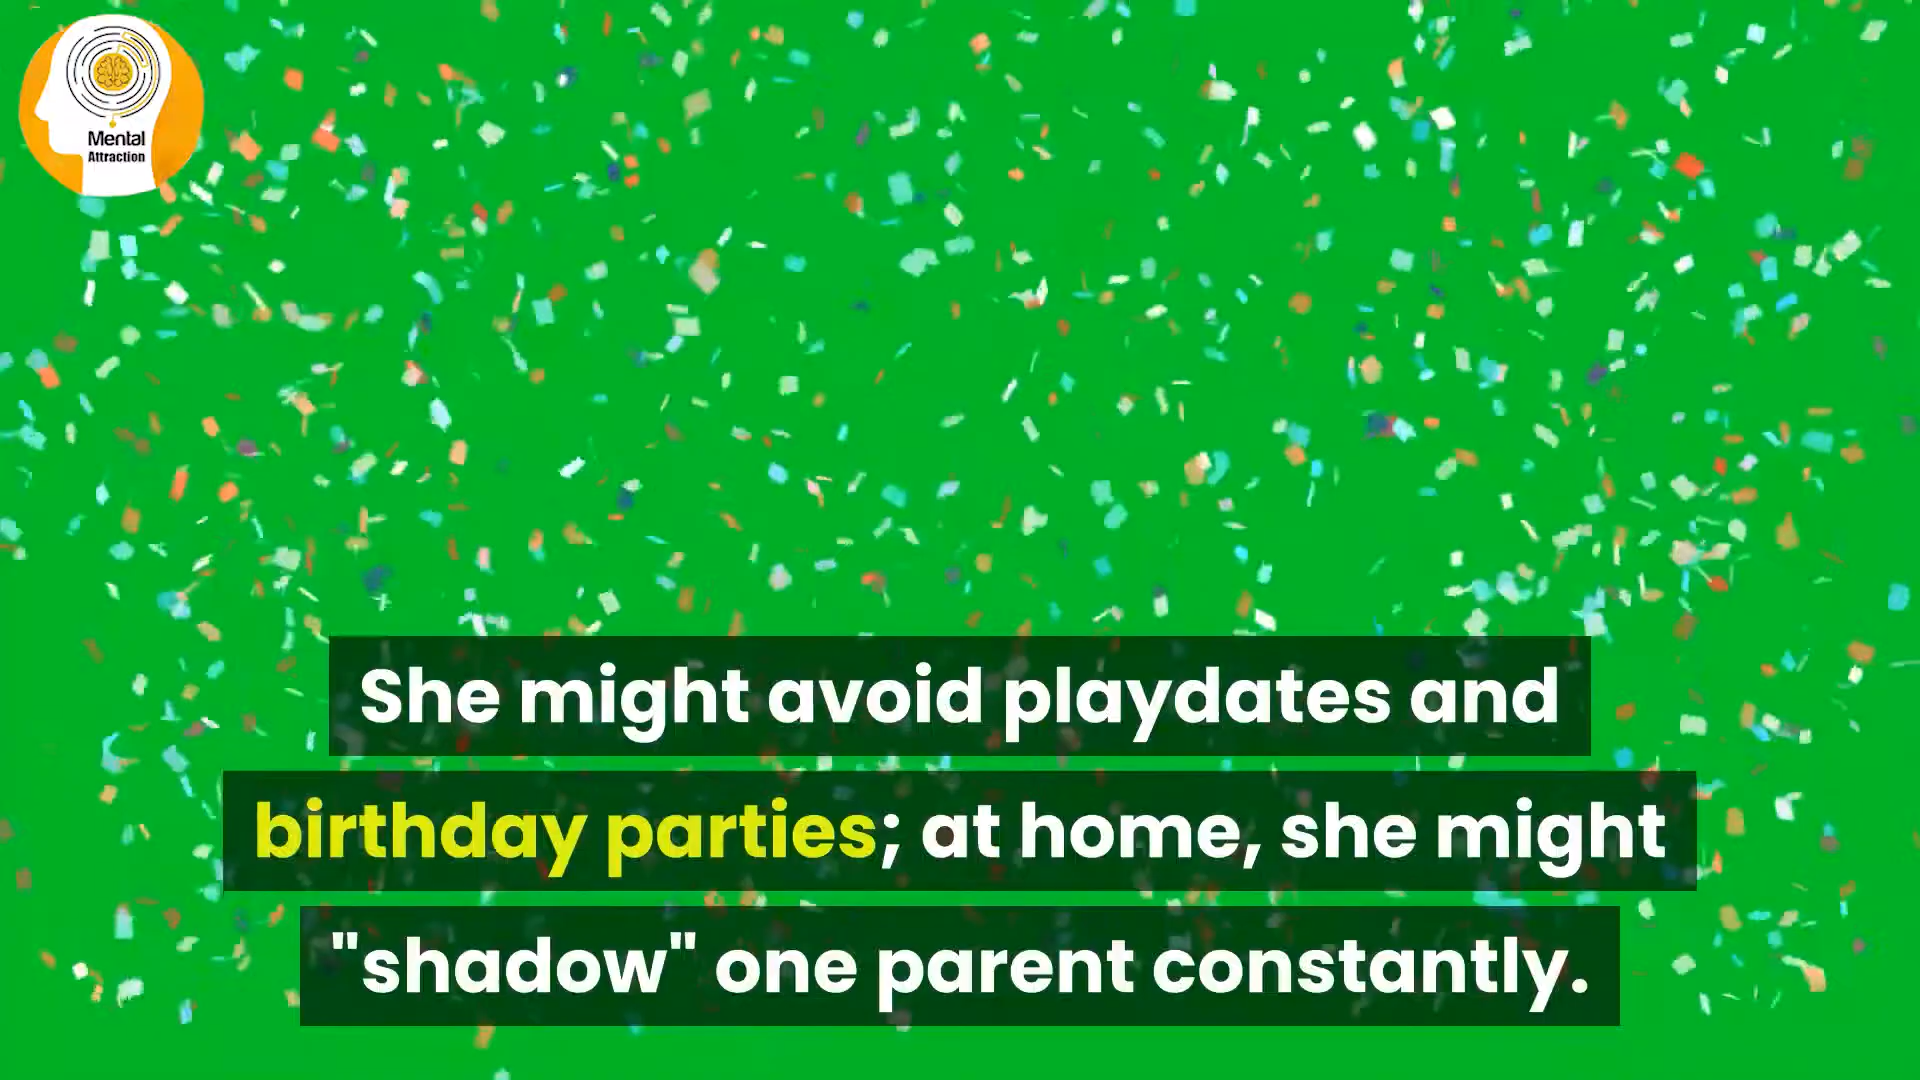 Mental
Attraction
She might avoid playdates and
birthday parties; at home, she might
"shadow" one parent constantly.